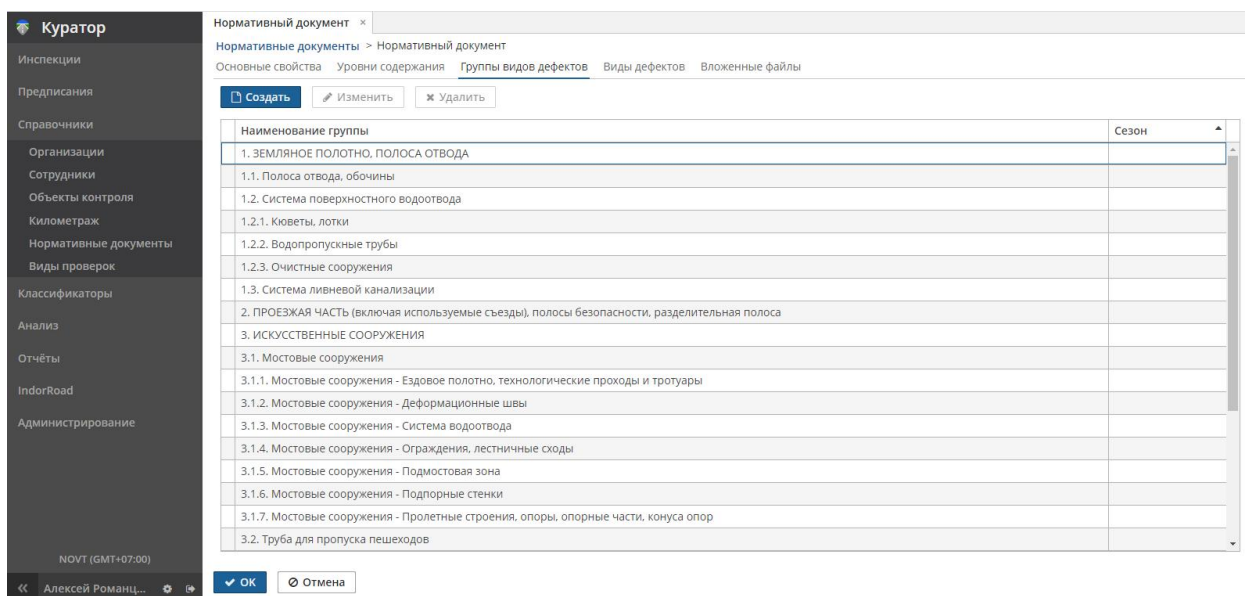 Куратор
Инспекции
Предписания
Справочники
Организации
Сотрудники
Объекты контроля
Километраж
Нормативные документы
Виды проверок
Классификаторы
Анализ
Отчёты
IndorRoad
Администрирование
NOVT (GMT+07:00)
Алексей Романц...
Нормативный документ ×
Нормативные документы > Нормативный документ
Основные свойства Уровни содержания Группы видов дефектов Виды дефектов Вложенные файлы
Создать Изменить Удалить
Наименование группы Сезон
1. ЗЕМЛЯНОЕ ПОЛОТНО, ПОЛОСА ОТВОДА
1.1. Полоса отвода, обочины
1.2. Система поверхностного водоотвода
1.2.1. Кюветы, лотки
1.2.2. Водопропускные трубы
1.2.3. Очистные сооружения
1.3. Система ливневой канализации
2. ПРОЕЗЖАЯ ЧАСТЬ (включая используемые съезды), полосы безопасности, разделительная полоса
3. ИСКУССТВЕННЫЕ СООРУЖЕНИЯ
3.1. Мостовые сооружения
3.1.1. Мостовые сооружения - Ездовое полотно, технологические проходы и тротуары
3.1.2. Мостовые сооружения - Деформационные швы
3.1.3. Мостовые сооружения - Система водоотвода
3.1.4. Мостовые сооружения - Ограждения, лестничные сходы
3.1.5. Мостовые сооружения - Подмостовая зона
3.1.6. Мостовые сооружения - Подпорные стенки
3.1.7. Мостовые сооружения - Пролетные строения, опоры, опорные части, конуса опор
3.2. Труба для пропуска пешеходов
ОК Отмена